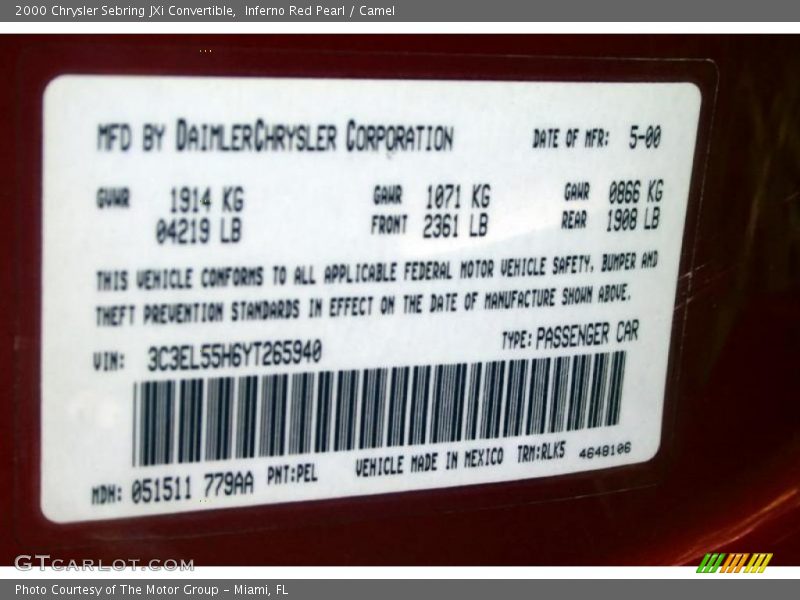 2000 Chrysler Sebring JXi Convertible,  Inferno Red Pearl / Camel
MFD BY DAIMLERCHRYSLER CORPORATION DATE OF MFR: 5-00
GVWR 1914 KG GAWR 1071 KG GAWR 0866 KG
04219 LB FRONT 2361 LB REAR 1908 LB
THIS VEHICLE CONFORMS TO ALL APPLICABLE FEDERAL MOTOR VEHICLE SAFETY, BUMPER AND
THEFT PREVENTION STANDARDS IN EFFECT ON THE DATE OF MANUFACTURE SHOWN ABOVE.
VIN: 3C3EL55H6YT265940 TYPE: PASSENGER CAR
MDH: 051511 779AA PNT:PEL VEHICLE MADE IN MEXICO TRM:RLK5 4648106
GTCARLOT.COM
Photo Courtesy of The Motor Group - Miami, FL